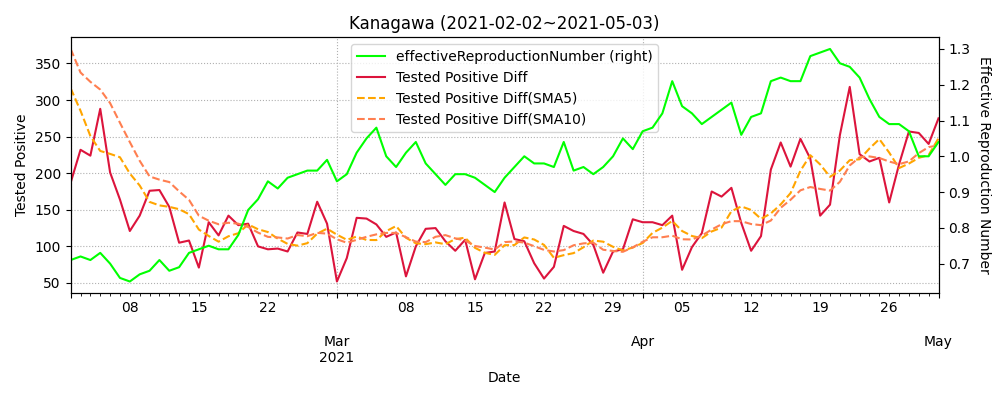 Kanagawa (2021-02-02~2021-05-03)
effectiveReproductionNumber (right)
Tested Positive Diff
Tested Positive Diff(SMA5)
Tested Positive Diff(SMA10)
Tested Positive
350
300
250
200
150
100
50
1.3
1.2
1.1
1.0
0.9
0.8
0.7
Effective Reproduction Number
08 15 22 08 15 22 29 05 12 19 26
Mar Apr May
2021
Date